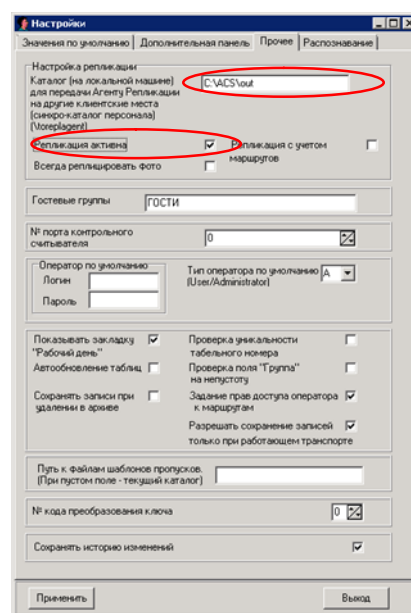 Настройки
Значения по умолчанию Дополнительная панель Прочее Распознавание
Настройка репликации
Каталог (на локальной машине)
для передачи Агенту Репликации
на другие клиентские места
(синхро-каталог персонала)
(\toreplagent)
C:\ACS\out
Репликация активна
Репликация с учетом
маршрутов
Всегда реплицировать фото
Гостевые группы
ГОСТИ
№ порта контрольного
считывателя
0
Оператор по умолчанию
Логин
Пароль
Тип оператора по умолчанию
(User/Administrator)
A
Показывать закладку
"Рабочий день"
Проверка уникальности
табельного номера
Автообновление таблиц
Проверка поля "Группа"
на непустоту
Сохранять записи при
удалении в архиве
Задание прав доступа оператора
к маршрутам
Разрешать сохранение записей
только при работающем транспорте
Путь к файлам шаблонов пропусков.
(При пустом поле - текущий каталог)
№ кода преобразования ключа
0
Сохранять историю изменений
Применить
Выход